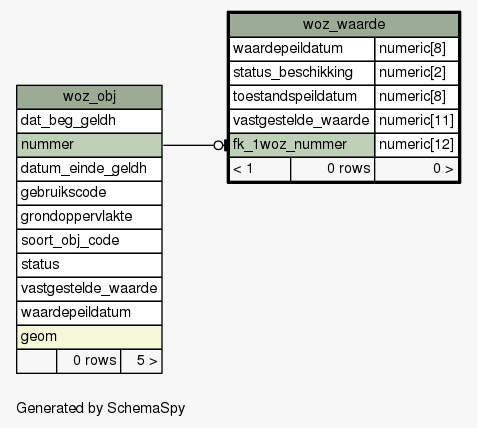 woz_waarde
waardepeildatum numeric[8]
status_beschikking numeric[2]
toestandspeildatum numeric[8]
vastgestelde_waarde numeric[11]
fk_1woz_nummer numeric[12]
< 1 0 rows 0 >
woz_obj
dat_beg_geldh
nummer
datum_einde_geldh
gebruikscode
grondoppervlakte
soort_obj_code
status
vastgestelde_waarde
waardepeildatum
geom
0 rows 5 >
Generated by SchemaSpy